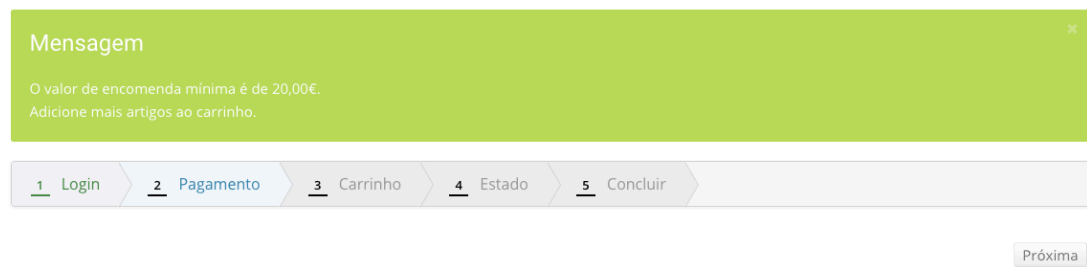 Mensagem
×
O valor de encomenda mínima é de 20,00€.
Adicione mais artigos ao carrinho.
1 Login 2 Pagamento 3 Carrinho 4 Estado 5 Concluir
Próxima